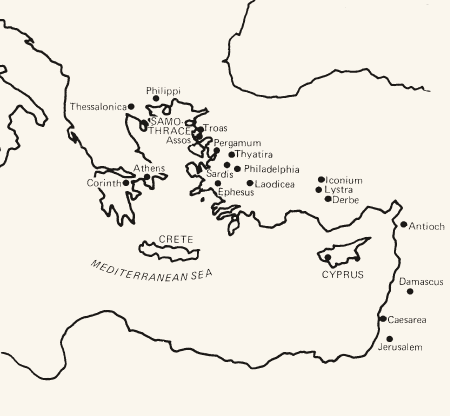 Philippi
Thessalonica
SAMO-
THRACE
Troas
Assos
Pergamum
Thyatira
Athens
Philadelphia
Sardis
Corinth
Laodicea
Ephesus
Iconium
Lystra
Derbe
Antioch
CRETE
MEDITERRANEAN SEA
CYPRUS
Damascus
Caesarea
Jerusalem